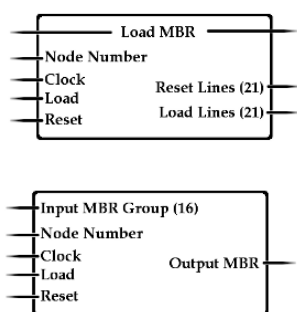 Load MBR
Node Number
Clock
Load
Reset
Reset Lines (21)
Load Lines (21)
Input MBR Group (16)
Node Number
Clock
Load
Reset
Output MBR